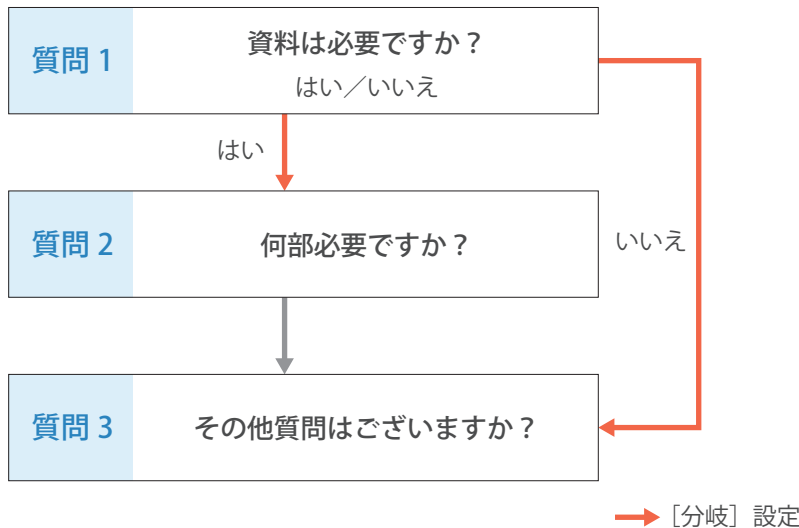 質問 1
資料は必要ですか？
はい／いいえ
はい
質問 2
何部必要ですか？
いいえ
質問 3
その他質問はございますか？
［分岐］設定